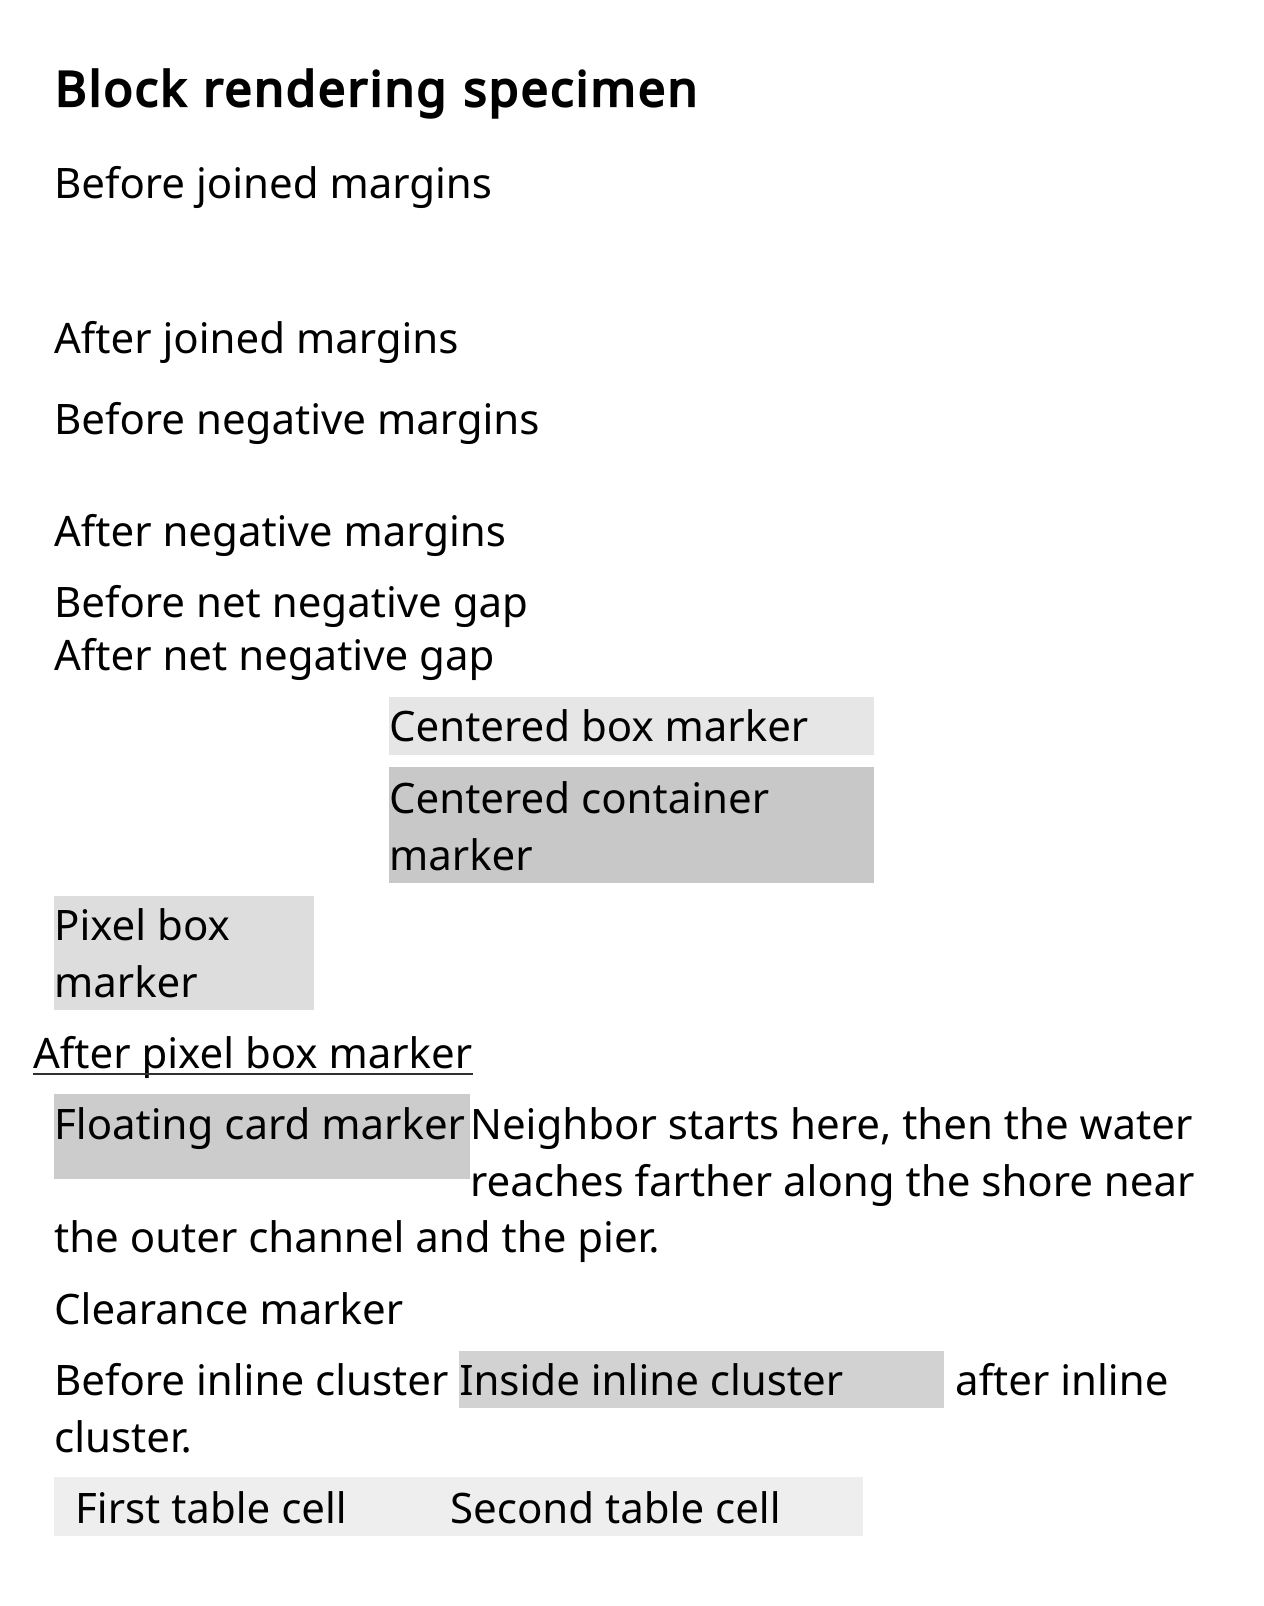 Block rendering specimen
Before joined margins
After joined margins
Before negative margins
After negative margins
Before net negative gap
After net negative gap
Centered box marker
Centered container
marker
Pixel box
marker
After pixel box marker
Floating card marker Neighbor starts here, then the water
reaches farther along the shore near
the outer channel and the pier.
Clearance marker
Before inline cluster Inside inline cluster after inline
cluster.
First table cell Second table cell